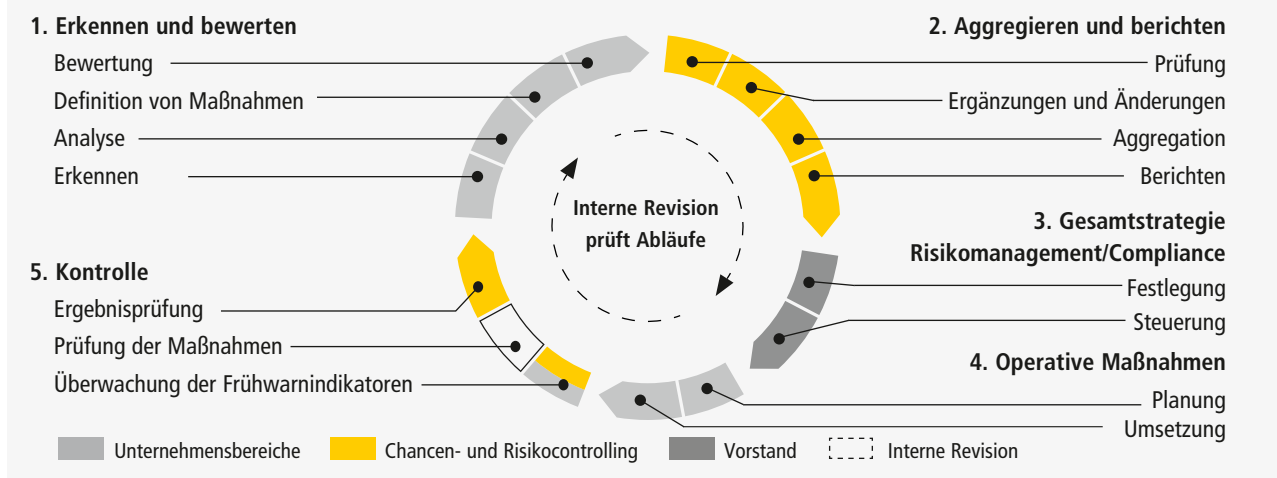 1. Erkennen und bewerten
Bewertung
Definition von Maßnahmen
Analyse
Erkennen
2. Aggregieren und berichten
Prüfung
Ergänzungen und Änderungen
Aggregation
Berichten
Interne Revision
prüft Abläufe
3. Gesamtstrategie
Risikomanagement/Compliance
Festlegung
Steuerung
4. Operative Maßnahmen
Planung
Umsetzung
5. Kontrolle
Ergebnisprüfung
Prüfung der Maßnahmen
Überwachung der Frühwarnindikatoren
Unternehmensbereiche
Chancen- und Risikocontrolling
Vorstand
Interne Revision